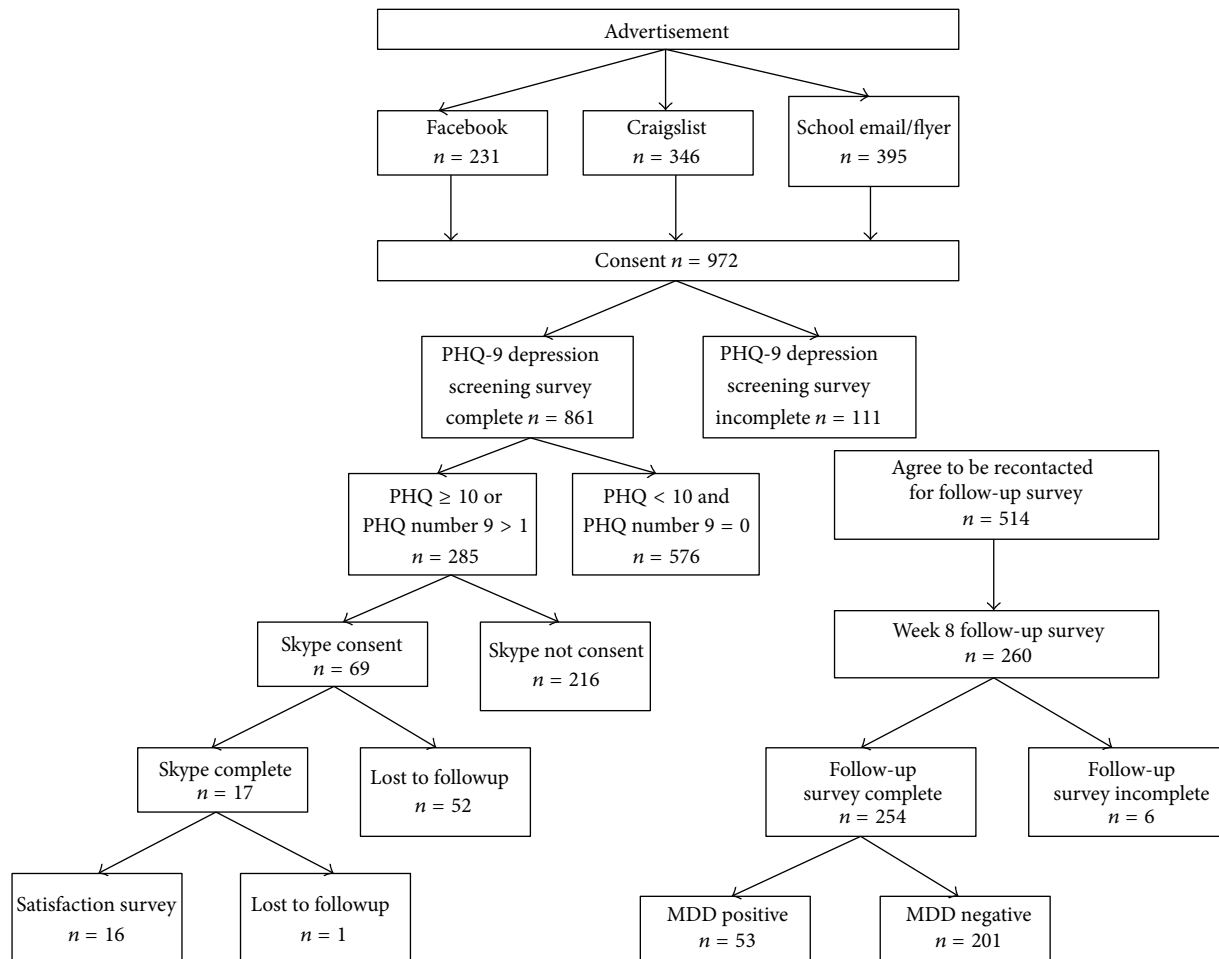 Advertisement
Facebook
n = 231
Craigslist
n = 346
School email/flyer
n = 395
Consent n = 972
PHQ-9 depression
screening survey
complete n = 861
PHQ-9 depression
screening survey
incomplete n = 111
PHQ ≥ 10 or
PHQ number 9 > 1
n = 285
PHQ < 10 and
PHQ number 9 = 0
n = 576
Agree to be recontacted
for follow-up survey
n = 514
Skype consent
n = 69
Skype not consent
n = 216
Week 8 follow-up survey
n = 260
Skype complete
n = 17
Lost to followup
n = 52
Follow-up
survey complete
n = 254
Follow-up
survey incomplete
n = 6
Satisfaction survey
n = 16
Lost to followup
n = 1
MDD positive
n = 53
MDD negative
n = 201